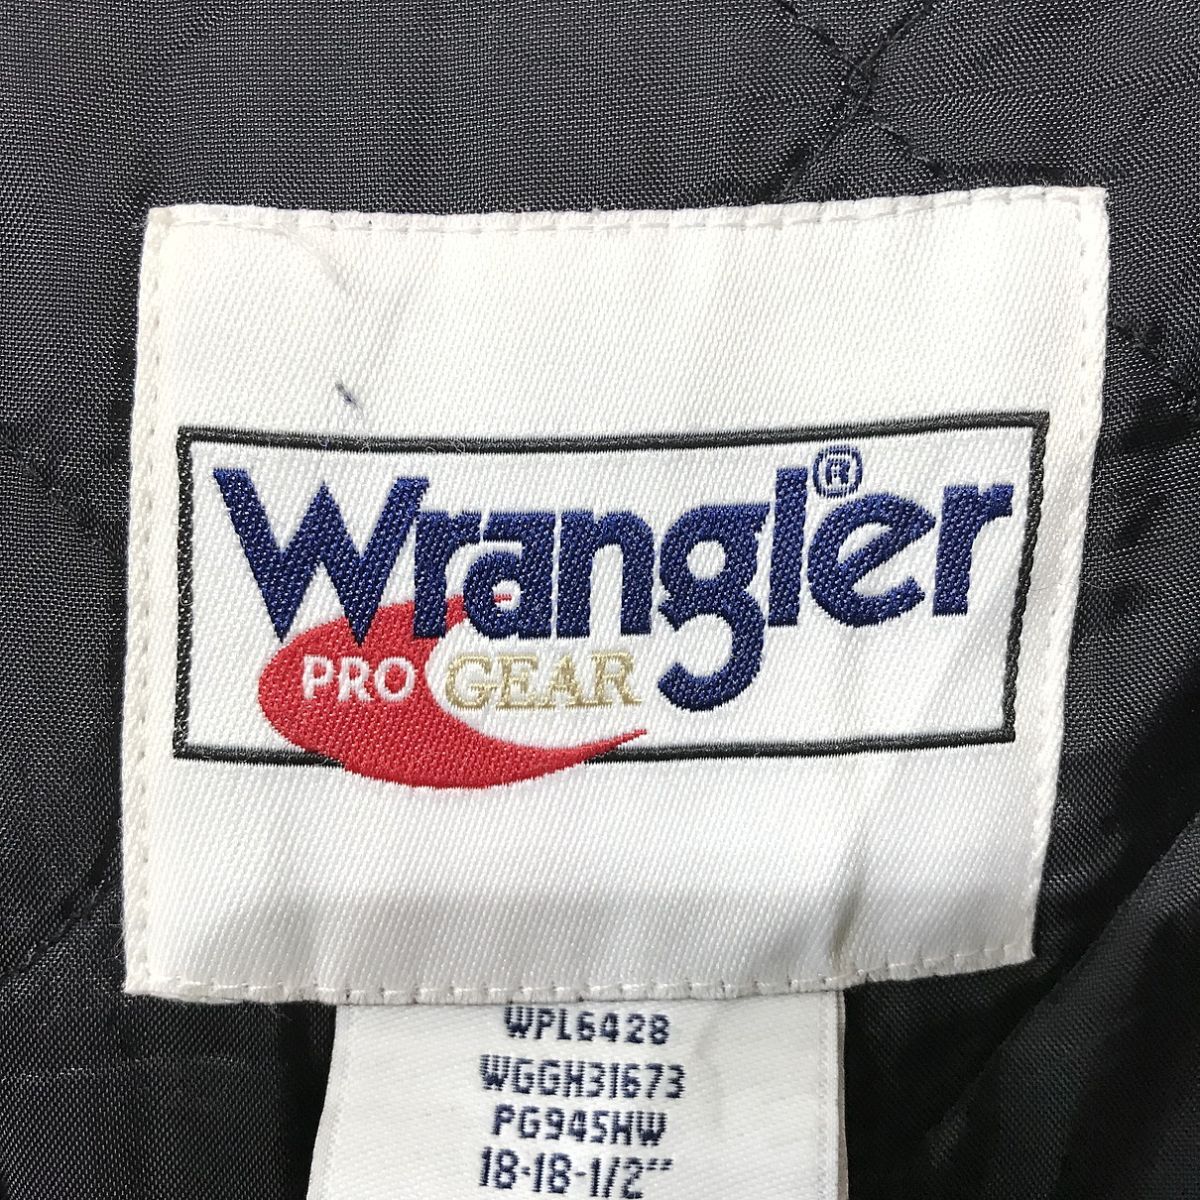 Wrangler®
PRO GEAR
WPL6428
WGGH31673
PG945HW
18-18-1/2"